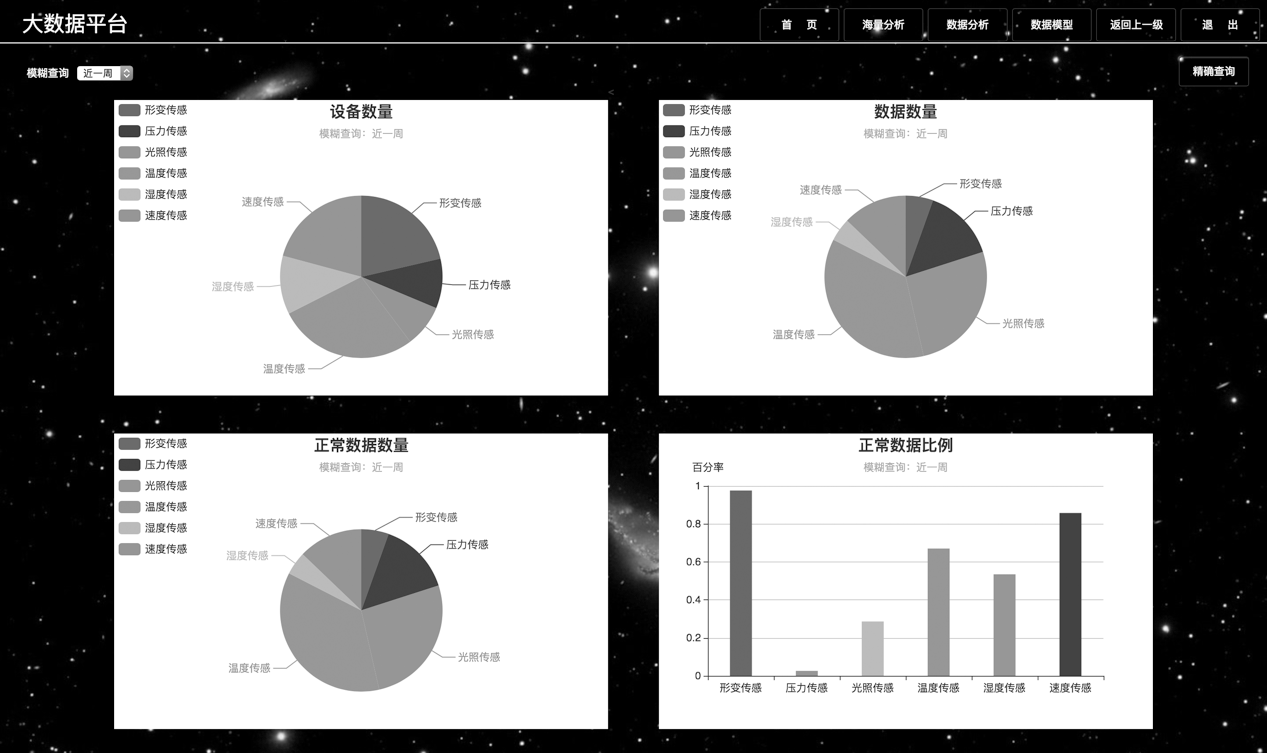 大数据平台
首 页
海量分析
数据分析
数据模型
返回上一级
退 出
模糊查询 近一周
精确查询
<
设备数量
模糊查询：近一周
形变传感
压力传感
光照传感
温度传感
湿度传感
速度传感
速度传感
形变传感
湿度传感
压力传感
光照传感
温度传感
数据数量
模糊查询：近一周
形变传感
压力传感
光照传感
温度传感
湿度传感
速度传感
形变传感
速度传感
压力传感
湿度传感
光照传感
温度传感
正常数据数量
模糊查询：近一周
形变传感
压力传感
光照传感
温度传感
湿度传感
速度传感
形变传感
速度传感
压力传感
湿度传感
光照传感
温度传感
正常数据比例
模糊查询：近一周
百分率
1
0.8
0.6
0.4
0.2
0
形变传感 压力传感 光照传感 温度传感 湿度传感 速度传感